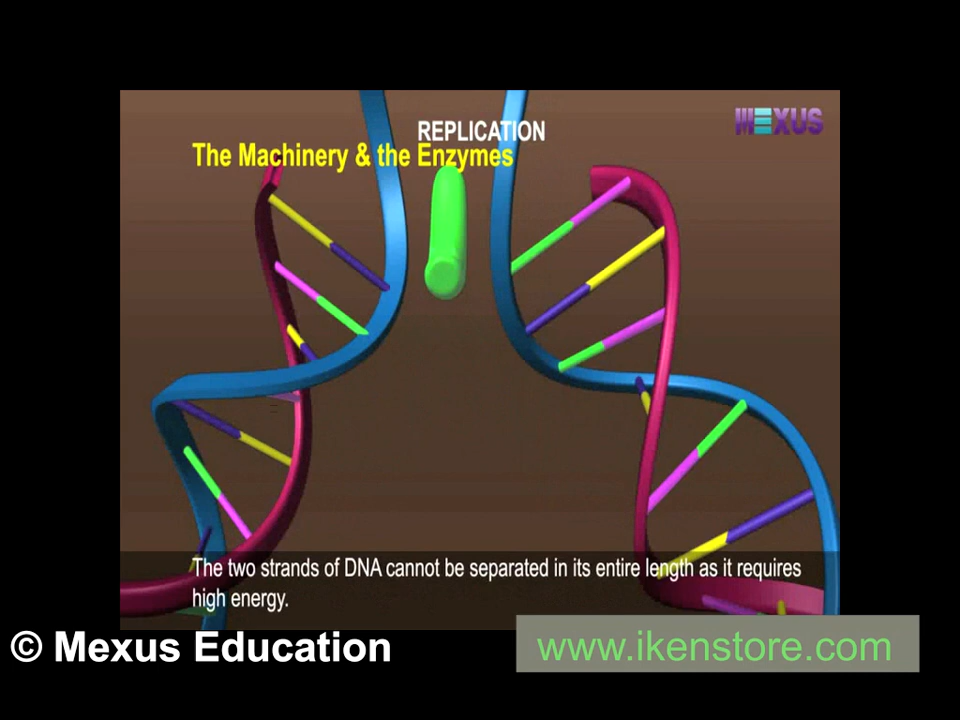 REPLICATION
MEXUS
The Machinery & the Enzymes
The two strands of DNA cannot be separated in its entire length as it requires
high energy.
© Mexus Education
www.ikenstore.com